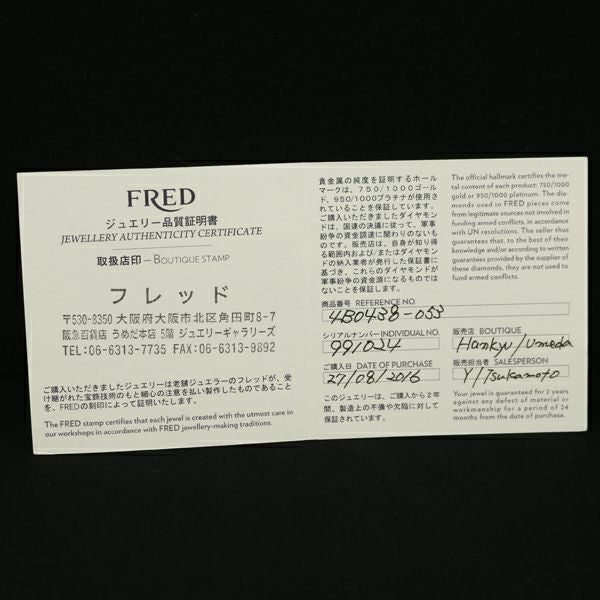 FRED
ジュエリー品質証明書
JEWELLERY AUTHENTICITY CERTIFICATE
取扱店印－BOUTIQUE STAMP
フレッド
〒530-8350 大阪府大阪市北区角田町8-7
阪急百貨店 うめだ本店 5階 ジュエリーギャラリーズ
TEL:06-6313-7735 FAX:06-6313-9892
ご購入いただきましたジュエリーは老舗ジュエラーのフレッドが、受
け継がれた宝飾技術のもと細心の注意を払い製作したものであること
を、FREDの刻印によって証明いたします。
The FRED stamp certifies that each jewel is created with the utmost care in
our workshops in accordance with FRED jewellery-making traditions.
貴金属の純度を証明するホール
マークは、750/1000ゴール
ド、950/1000プラチナが使用さ
れていることを保証しています。
ご購入いただきましたダイヤモン
ドは、国連の決議に従って、軍事
紛争の資金調達に関わりのないも
のです。販売店は、自身が知り得
る範囲内および/またはダイヤモン
ドの納入業者が発行した保証書に
基づき、これらのダイヤモンドが
軍事紛争の資金源になるものでは
ないことを保証します。
The official hallmark certifies the me-
tal content of each product: 750/1000
gold or 950/1000 platinum. The dia-
monds used in FRED pieces come
from legitimate sources not involved in
funding armed conflicts, in accordance
with UN resolutions. The seller thus
guarantees that, to the best of their
knowledge and/or according to written
guarantees provided by the supplier of
these diamonds, they are not used to
fund armed conflicts.
商品番号 REFERENCE NO.
4B0438-053
シリアルナンバー INDIVIDUAL NO.
991034
販売店 BOUTIQUE
Hankyu/Umeda
ご購入日 DATE OF PURCHASE
27/08/2016
販売担当者 SALESPERSON
Y/Tsukamoto
このジュエリーは、ご購入から2年
間、製造上の不備や欠陥に対して
保証されています。
Your jewel is guaranteed for 2 years
against any defect of material or
workmanship for a period of 24
months from the date of purchase.